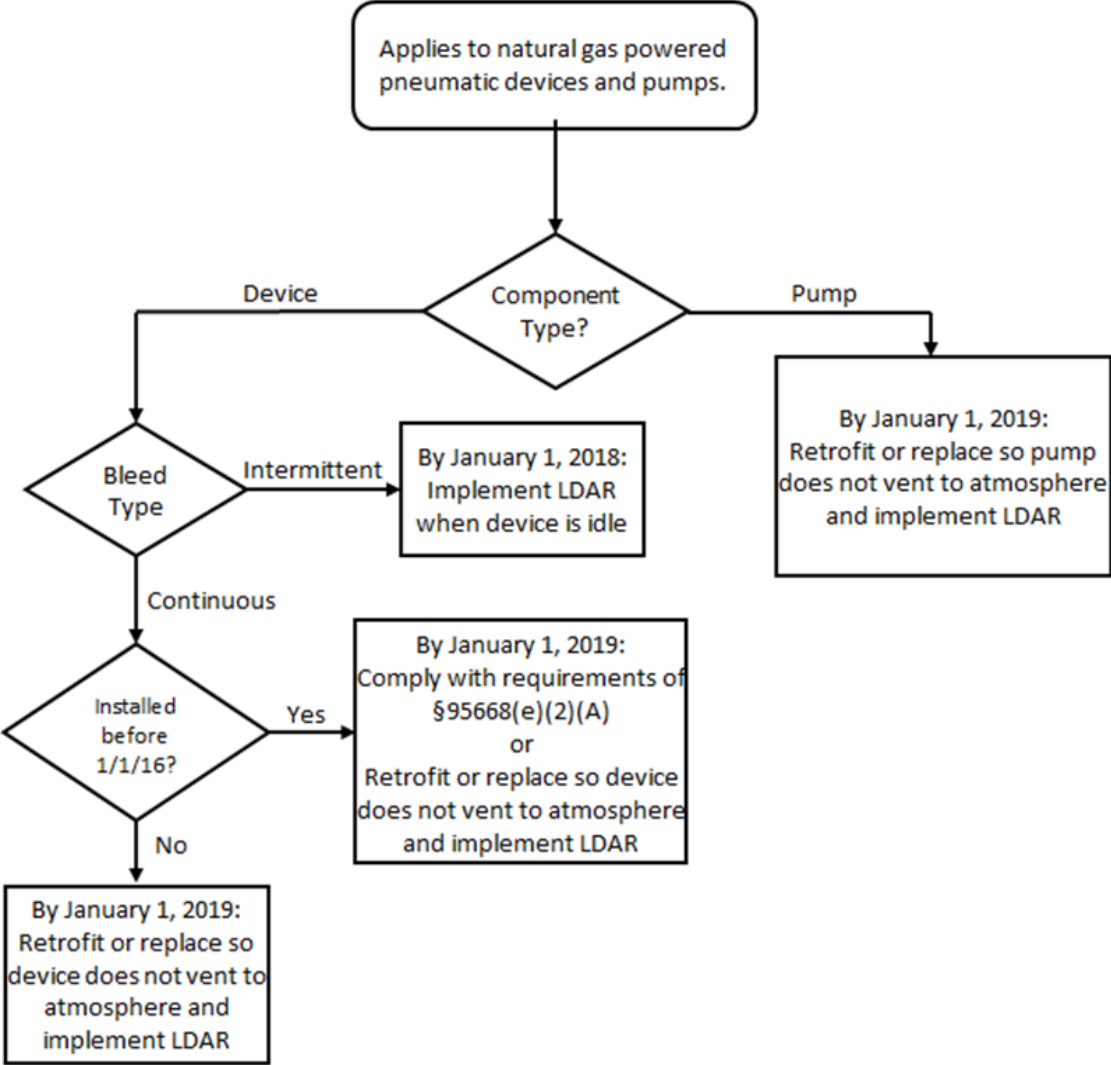 Applies to natural gas powered
pneumatic devices and pumps.
Device
Component
Type?
Pump
By January 1, 2019:
Retrofit or replace so pump
does not vent to atmosphere
and implement LDAR
Bleed
Type
Intermittent
By January 1, 2018:
Implement LDAR
when device is idle
Continuous
Installed
before
1/1/16?
Yes
By January 1, 2019:
Comply with requirements of
§95668(e)(2)(A)
or
Retrofit or replace so device
does not vent to atmosphere
and implement LDAR
No
By January 1, 2019:
Retrofit or replace so
device does not vent to
atmosphere and
implement LDAR